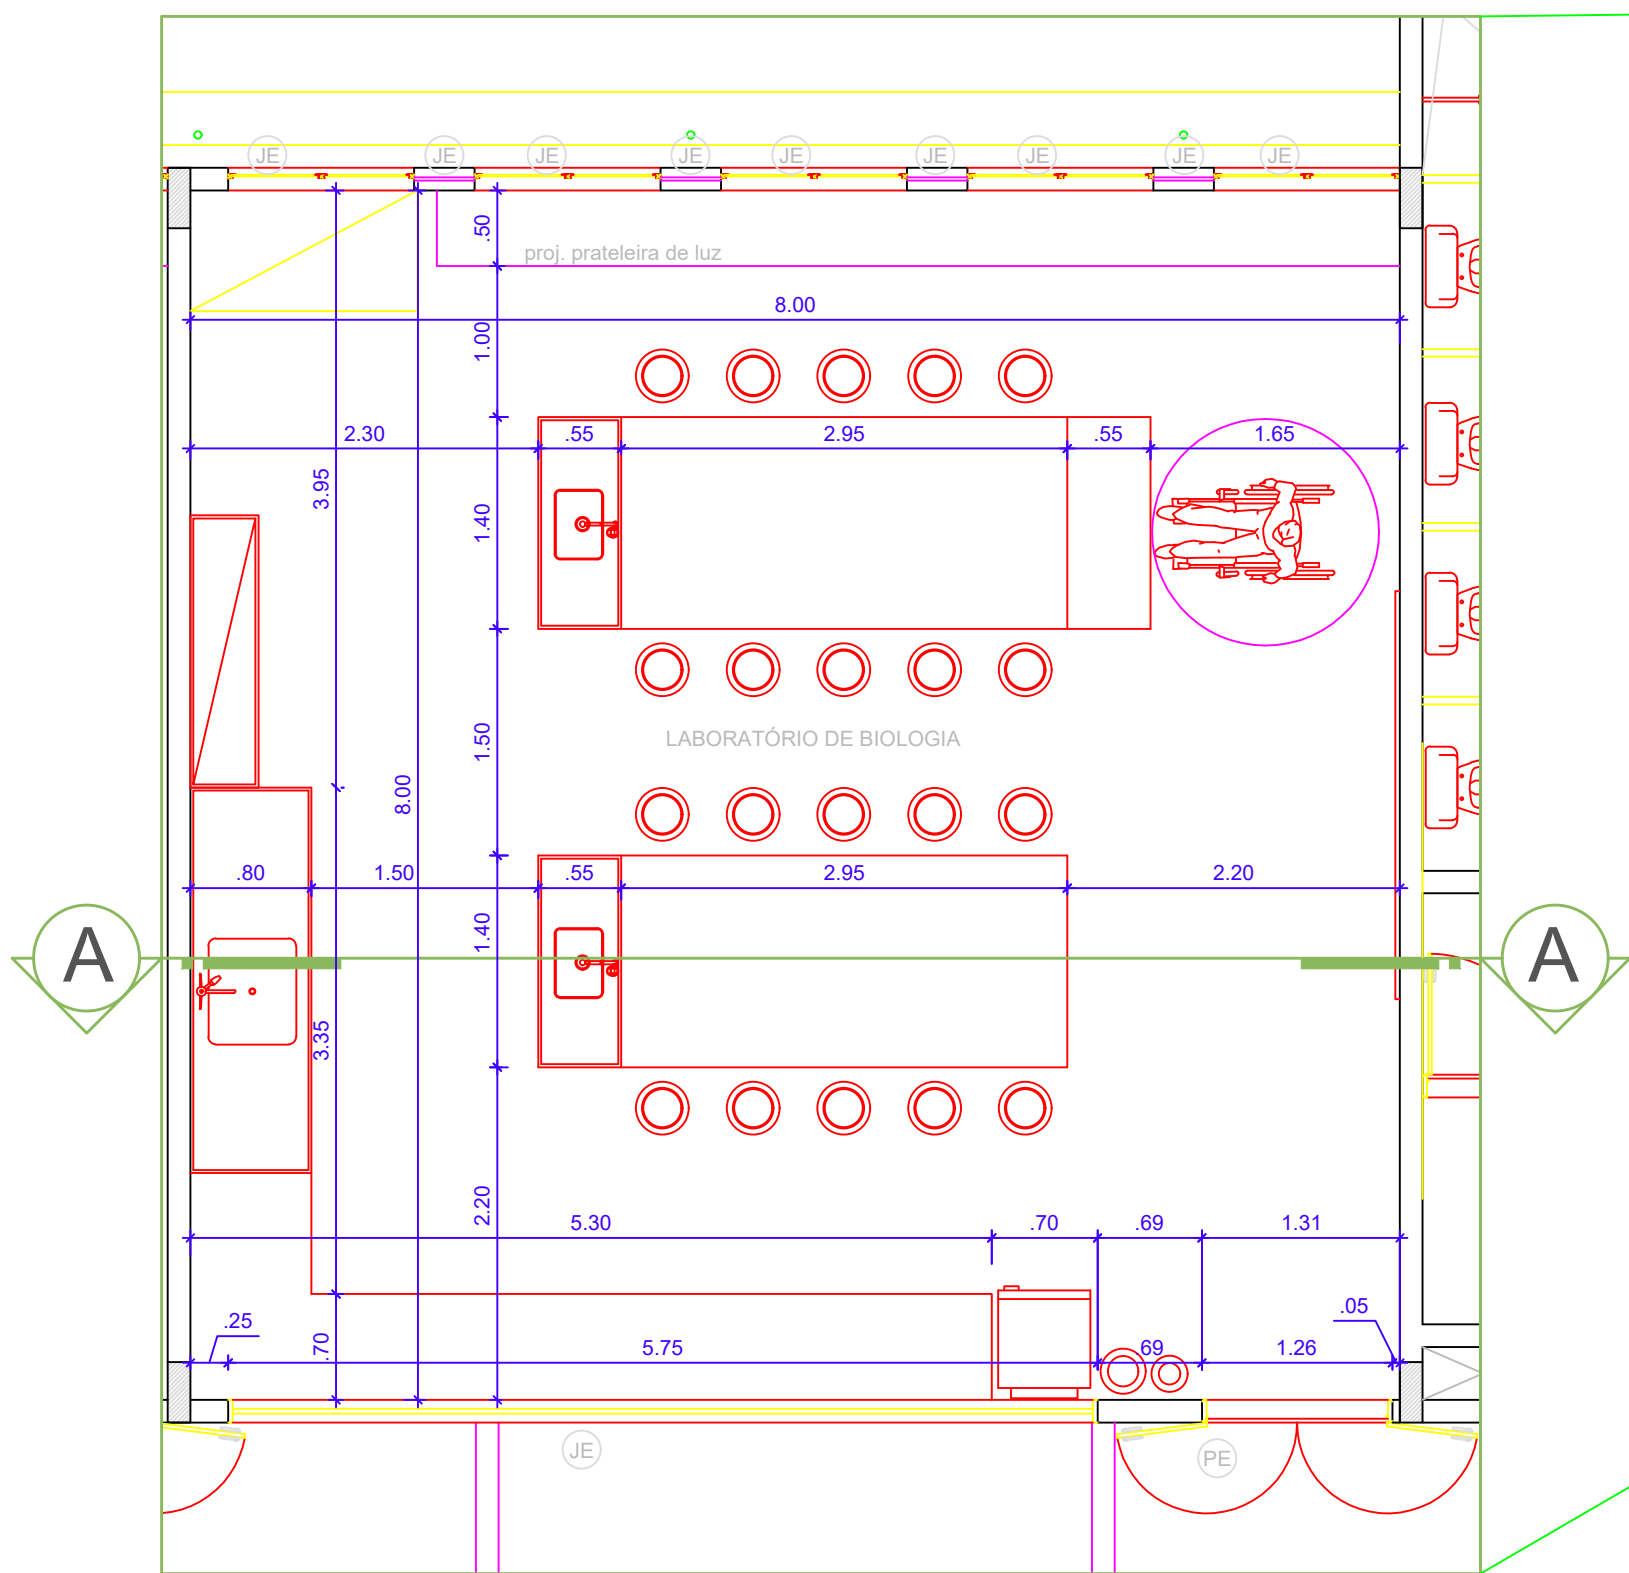 JE JE JE JE JE JE JE JE JE
.50
proj. prateleira de luz
8.00
1.00
2.30 .55 2.95 .55 1.65
3.95
1.40
LABORATÓRIO DE BIOLOGIA
1.50
8.00
.80 1.50 .55 2.95 2.20
1.40
A A
3.35
2.20
5.30 .70 .69 1.31
.25 .05
.70 5.75 .69 1.26
JE PE